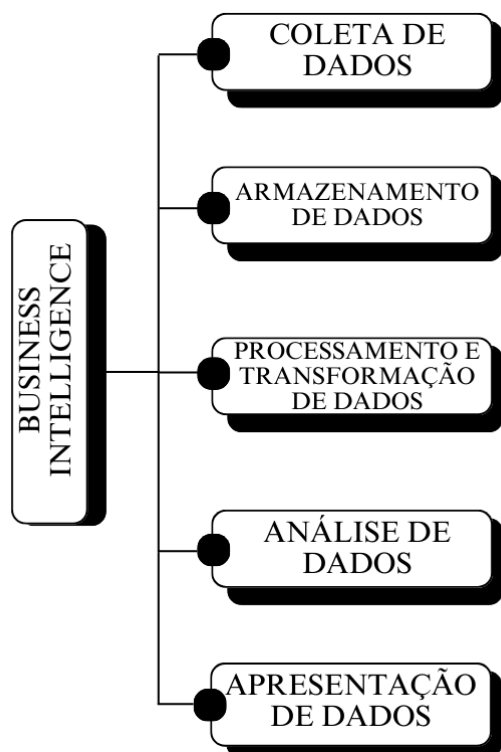 COLETA DE
DADOS
ARMAZENAMENTO
DE DADOS
BUSINESS
INTELLIGENCE
PROCESSAMENTO E
TRANSFORMAÇÃO
DE DADOS
ANÁLISE DE
DADOS
APRESENTAÇÃO
DE DADOS